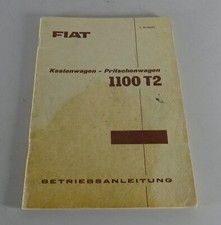 FIAT
Kastenwagen - Pritschenwagen
1100 T2
BETRIEBSANLEITUNG